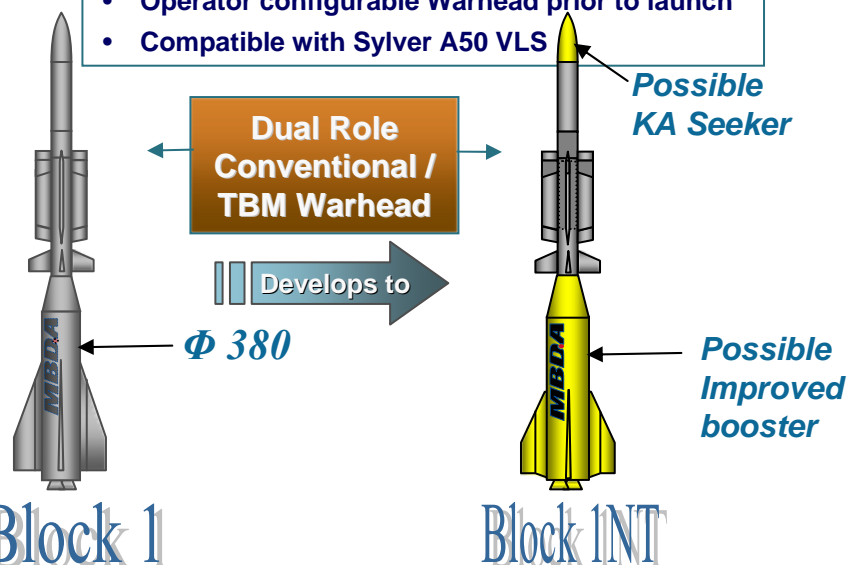 • Operator configurable Warhead prior to launch
• Compatible with Sylver A50 VLS
Possible
KA Seeker
Dual Role
Conventional /
TBM Warhead
Develops to
Φ 380
MBDA
MBDA
Possible
Improved
booster
Block 1
Block 1NT